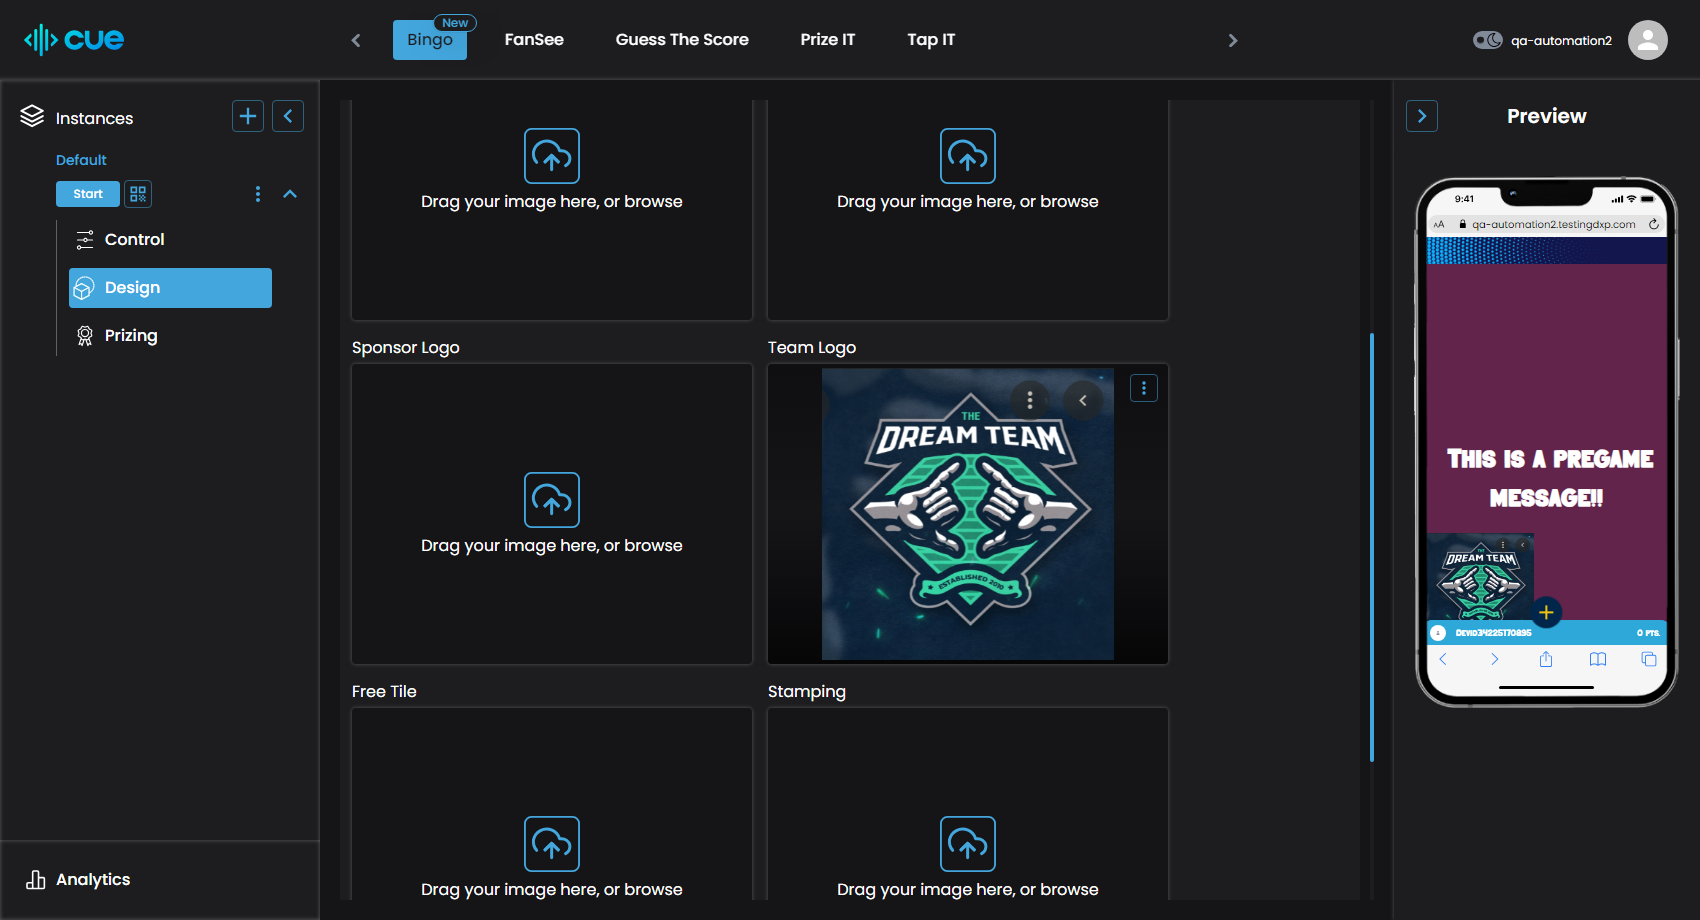 cue
Bingo
New
FanSee
Guess The Score
Prize IT
Tap IT
qa-automation2
Instances
Default
Start
Control
Design
Prizing
Analytics
Drag your image here, or browse
Drag your image here, or browse
Sponsor Logo
Team Logo
Drag your image here, or browse
THE
DREAM TEAM
ESTABLISHED 2010
Free Tile
Stamping
Drag your image here, or browse
Drag your image here, or browse
Preview
9:41
AA
qa-automation2.testingdxp.com
THIS IS A PREGAME
MESSAGE!!
THE
DREAM TEAM
DEVID34225170895
0 PTS.